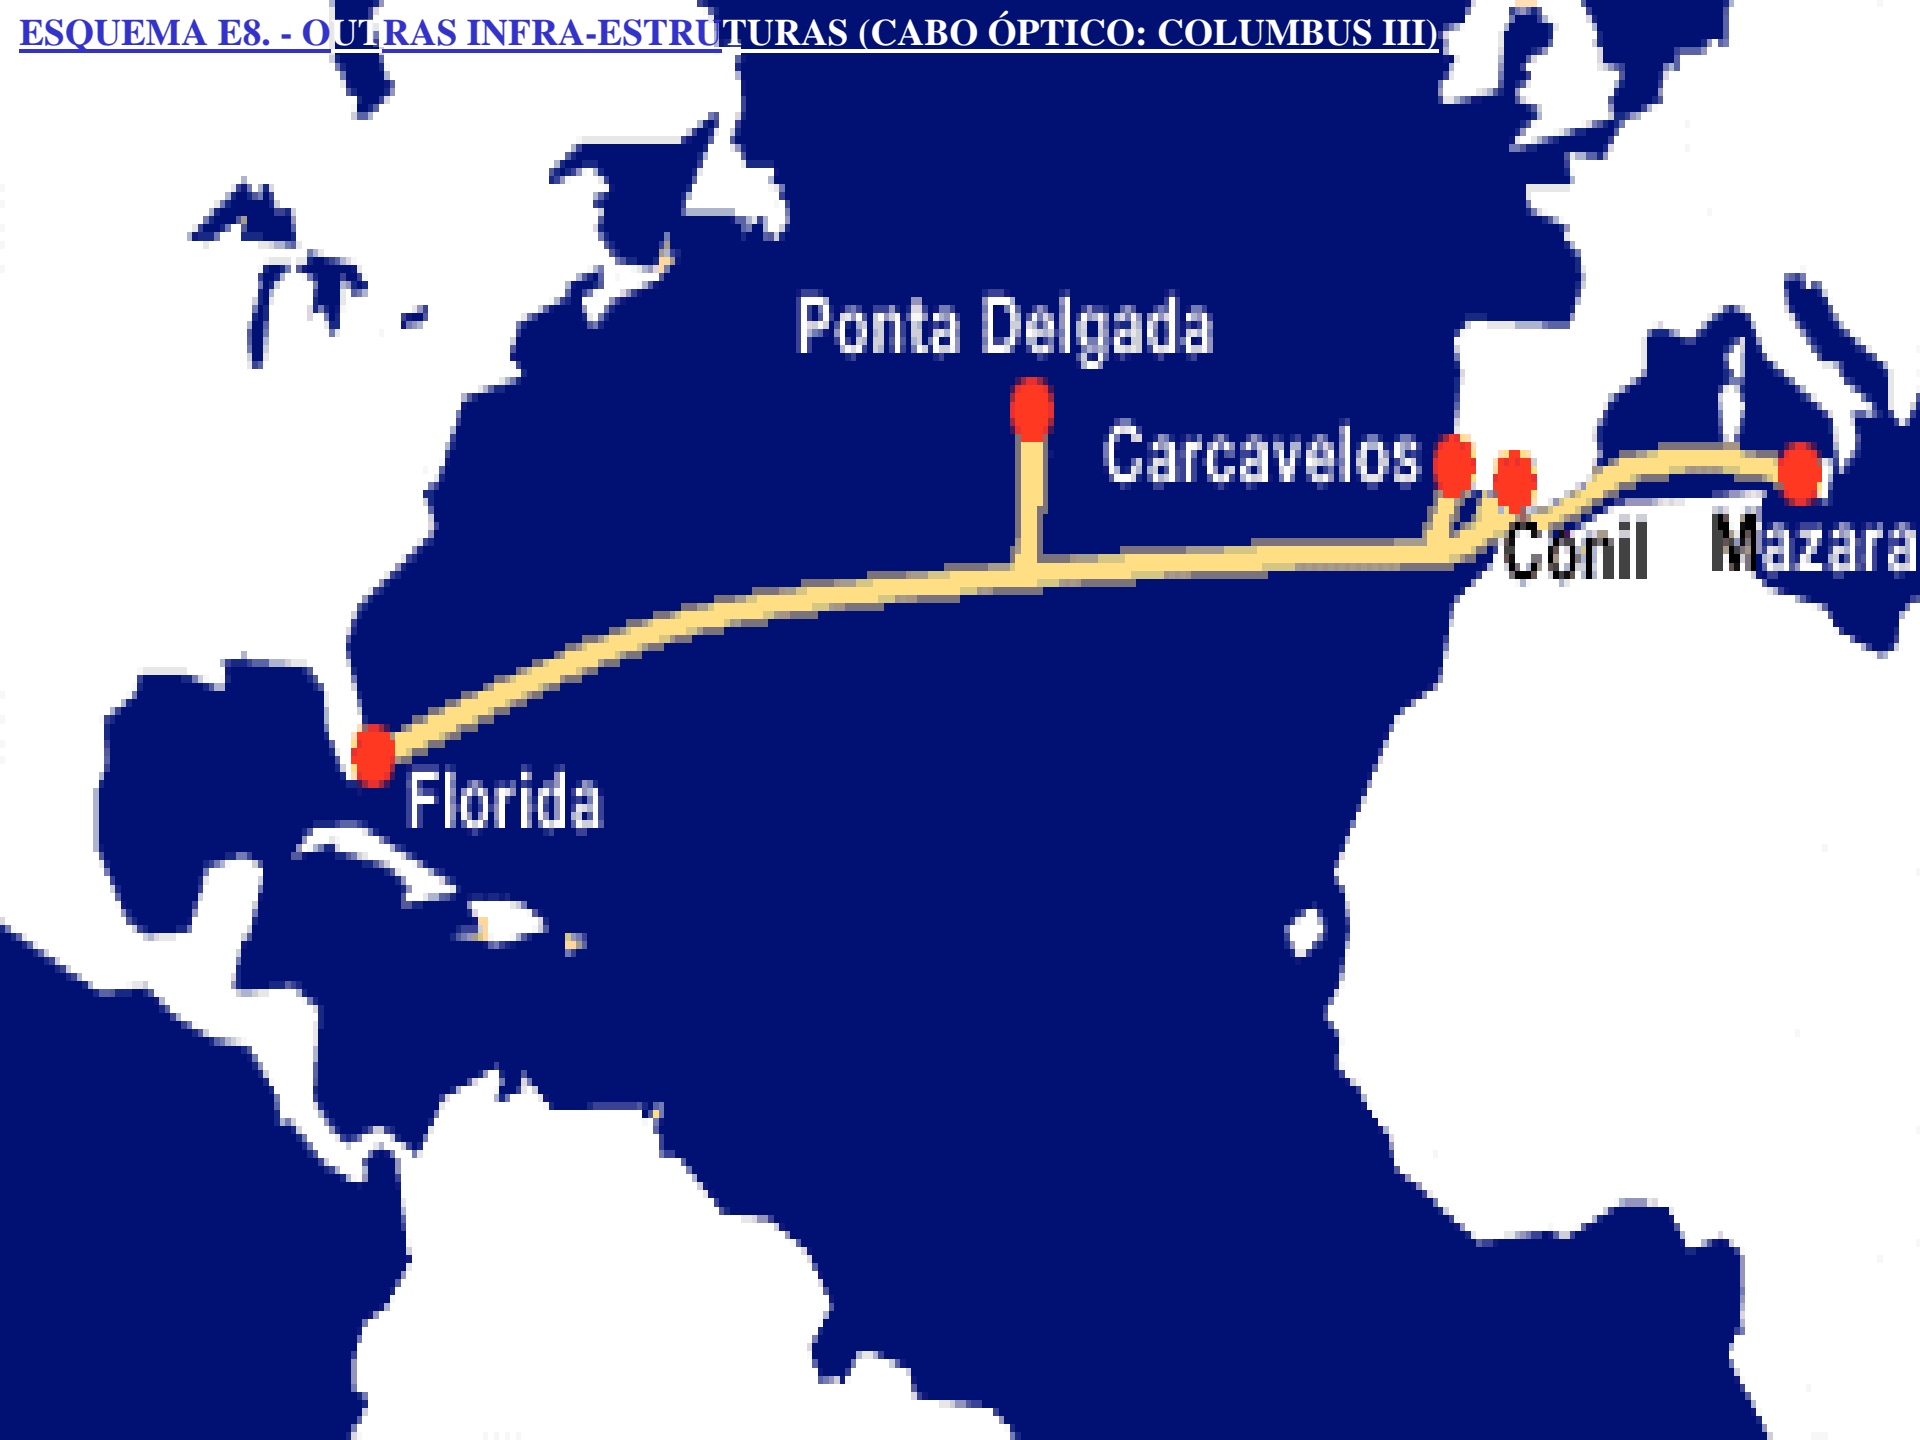 ESQUEMA E8. - OUTRAS INFRA-ESTRUTURAS (CABO ÓPTICO: COLUMBUS III)
Ponta Delgada
Carcavelos
Conil
Mazara
Florida